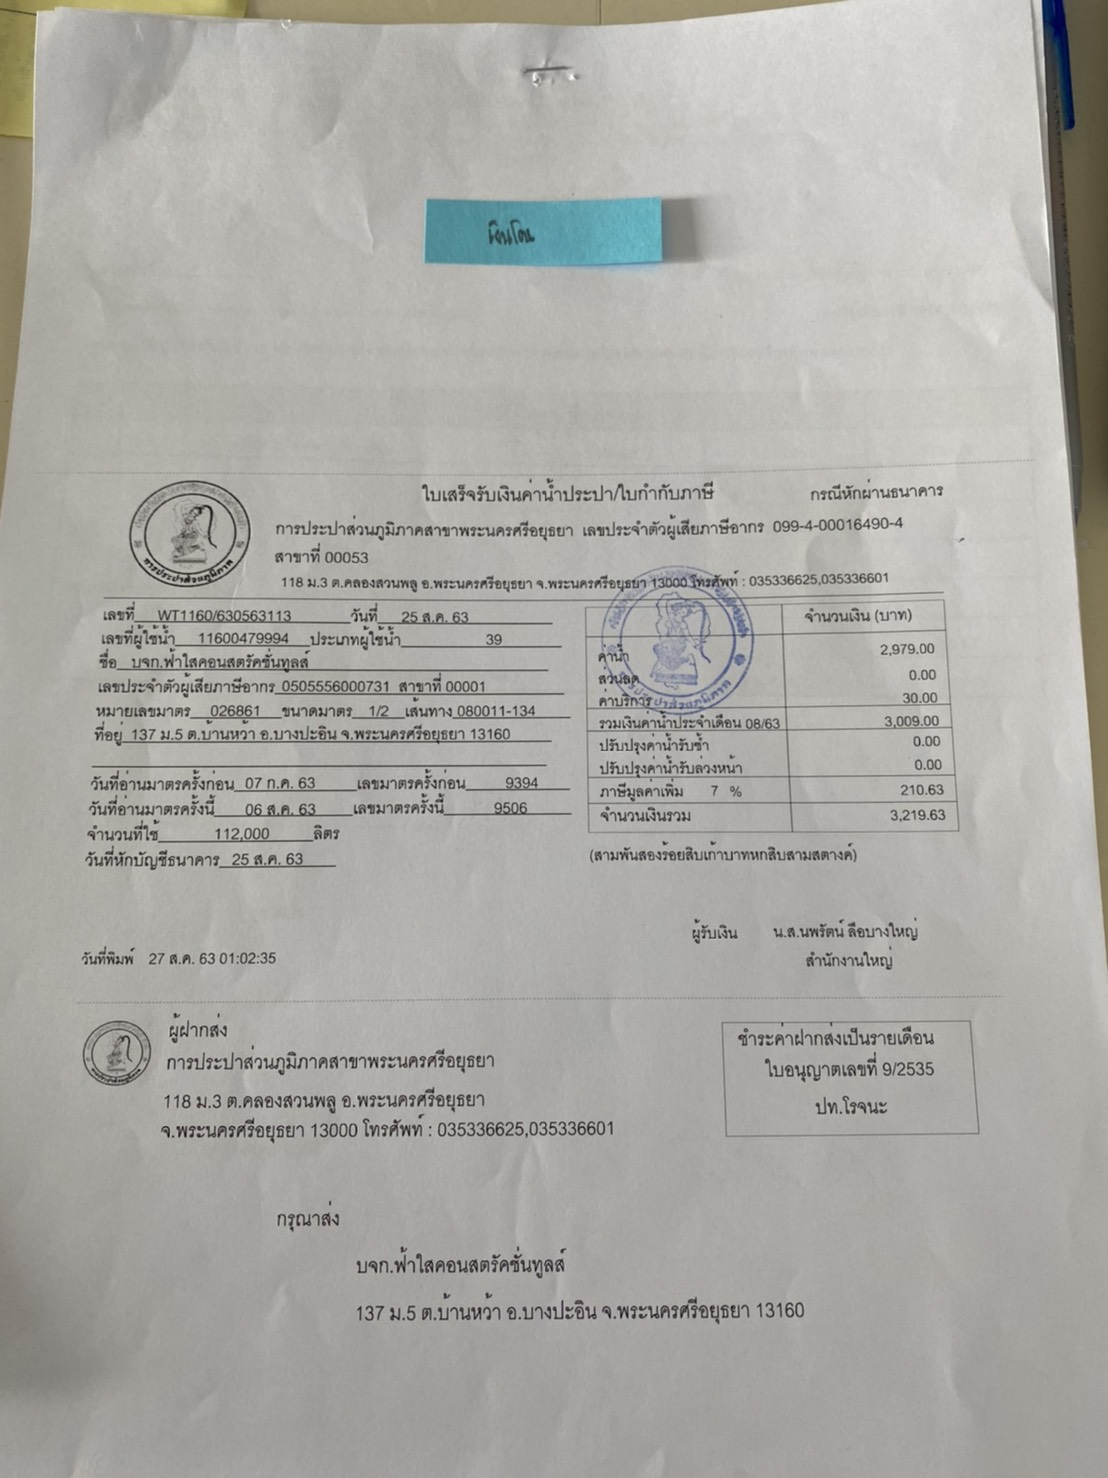 เงินโอน
ใบเสร็จรับเงินค่าน้ำประปา/ใบกำกับภาษี กรณีหักผ่านธนาคาร
การประปาส่วนภูมิภาคสาขาพระนครศรีอยุธยา เลขประจำตัวผู้เสียภาษีอากร 099-4-00016490-4
สาขาที่ 00053
118 ม.3 ต.คลองสวนพลู อ.พระนครศรีอยุธยา จ.พระนครศรีอยุธยา 13000 โทรศัพท์ : 035336625,035336601
การประปาส่วนภูมิภาค
เลขที่ WT1160/630563113 วันที่ 25 ส.ค. 63
เลขที่ผู้ใช้น้ำ 11600479994 ประเภทผู้ใช้น้ำ 39
ชื่อ บจก.ฟ้าใสคอนสตรัคชั่นทูลส์
เลขประจำตัวผู้เสียภาษีอากร 0505556000731 สาขาที่ 00001
หมายเลขมาตร 026861 ขนาดมาตร 1/2 เส้นทาง 080011-134
ที่อยู่ 137 ม.5 ต.บ้านหว้า อ.บางปะอิน จ.พระนครศรีอยุธยา 13160
วันที่อ่านมาตรครั้งก่อน 07 ก.ค. 63 เลขมาตรครั้งก่อน 9394
วันที่อ่านมาตรครั้งนี้ 06 ส.ค. 63 เลขมาตรครั้งนี้ 9506
จำนวนที่ใช้ 112,000 ลิตร
วันที่หักบัญชีธนาคาร 25 ส.ค. 63
จำนวนเงิน (บาท)
ค่าน้ำ 2,979.00
ส่วนลด 0.00
ค่าบริการ 30.00
รวมเงินค่าน้ำประจำเดือน 08/63 3,009.00
ปรับปรุงค่าน้ำรับซ้ำ 0.00
ปรับปรุงค่าน้ำรับล่วงหน้า 0.00
ภาษีมูลค่าเพิ่ม 7 % 210.63
จำนวนเงินรวม 3,219.63
(สามพันสองร้อยสิบเก้าบาทหกสิบสามสตางค์)
ผู้รับเงิน น.ส.นพรัตน์ ลือบางใหญ่
สำนักงานใหญ่
วันที่พิมพ์ 27 ส.ค. 63 01:02:35
ผู้ฝากส่ง
การประปาส่วนภูมิภาคสาขาพระนครศรีอยุธยา
118 ม.3 ต.คลองสวนพลู อ.พระนครศรีอยุธยา
จ.พระนครศรีอยุธยา 13000 โทรศัพท์ : 035336625,035336601
ชำระค่าฝากส่งเป็นรายเดือน
ใบอนุญาตเลขที่ 9/2535
ปท.โรจนะ
กรุณาส่ง
บจก.ฟ้าใสคอนสตรัคชั่นทูลส์
137 ม.5 ต.บ้านหว้า อ.บางปะอิน จ.พระนครศรีอยุธยา 13160